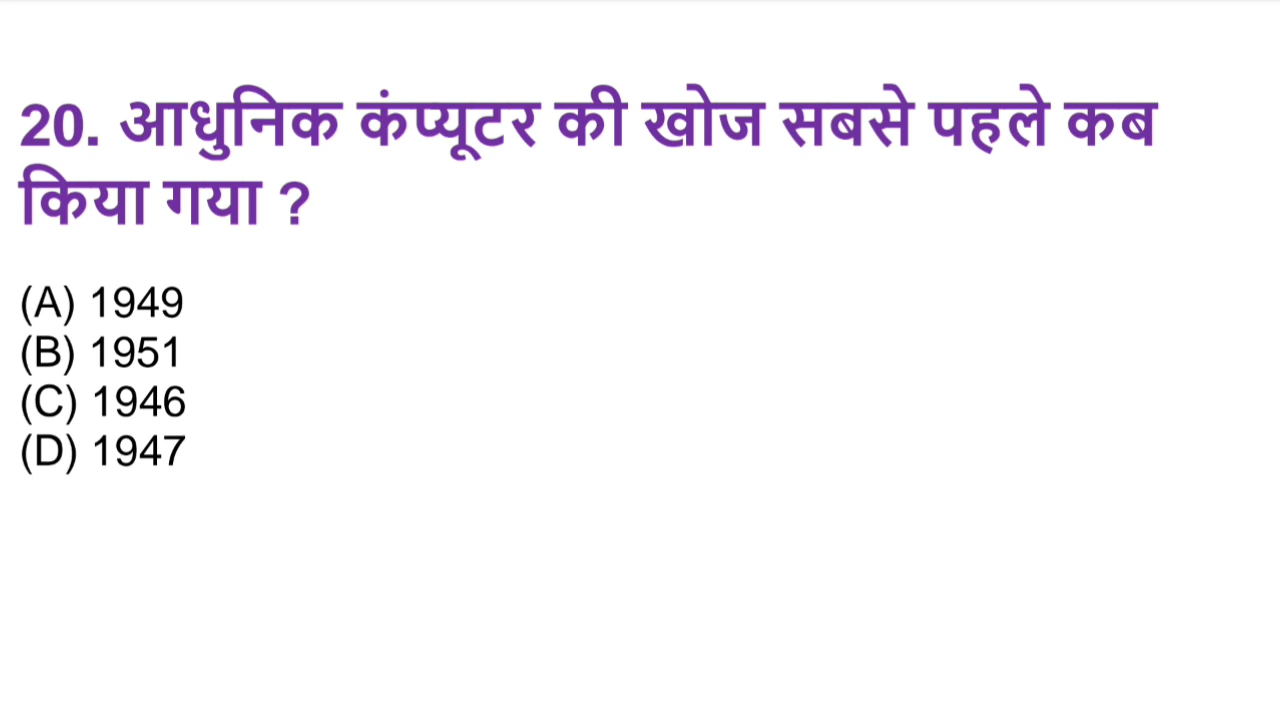 20. आधुनिक कंप्यूटर की खोज सबसे पहले कब
किया गया ?
(A) 1949
(B) 1951
(C) 1946
(D) 1947